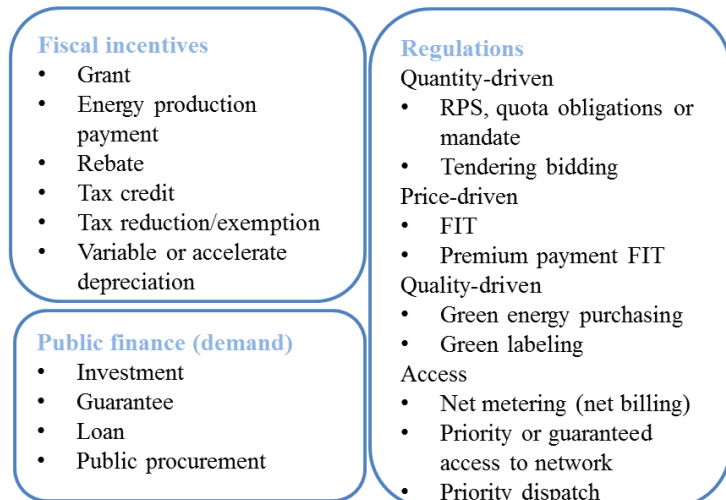 Fiscal incentives
• Grant
• Energy production
payment
• Rebate
• Tax credit
• Tax reduction/exemption
• Variable or accelerate
depreciation
Public finance (demand)
• Investment
• Guarantee
• Loan
• Public procurement
Regulations
Quantity-driven
• RPS, quota obligations or
mandate
• Tendering bidding
Price-driven
• FIT
• Premium payment FIT
Quality-driven
• Green energy purchasing
• Green labeling
Access
• Net metering (net billing)
• Priority or guaranteed
access to network
• Priority dispatch